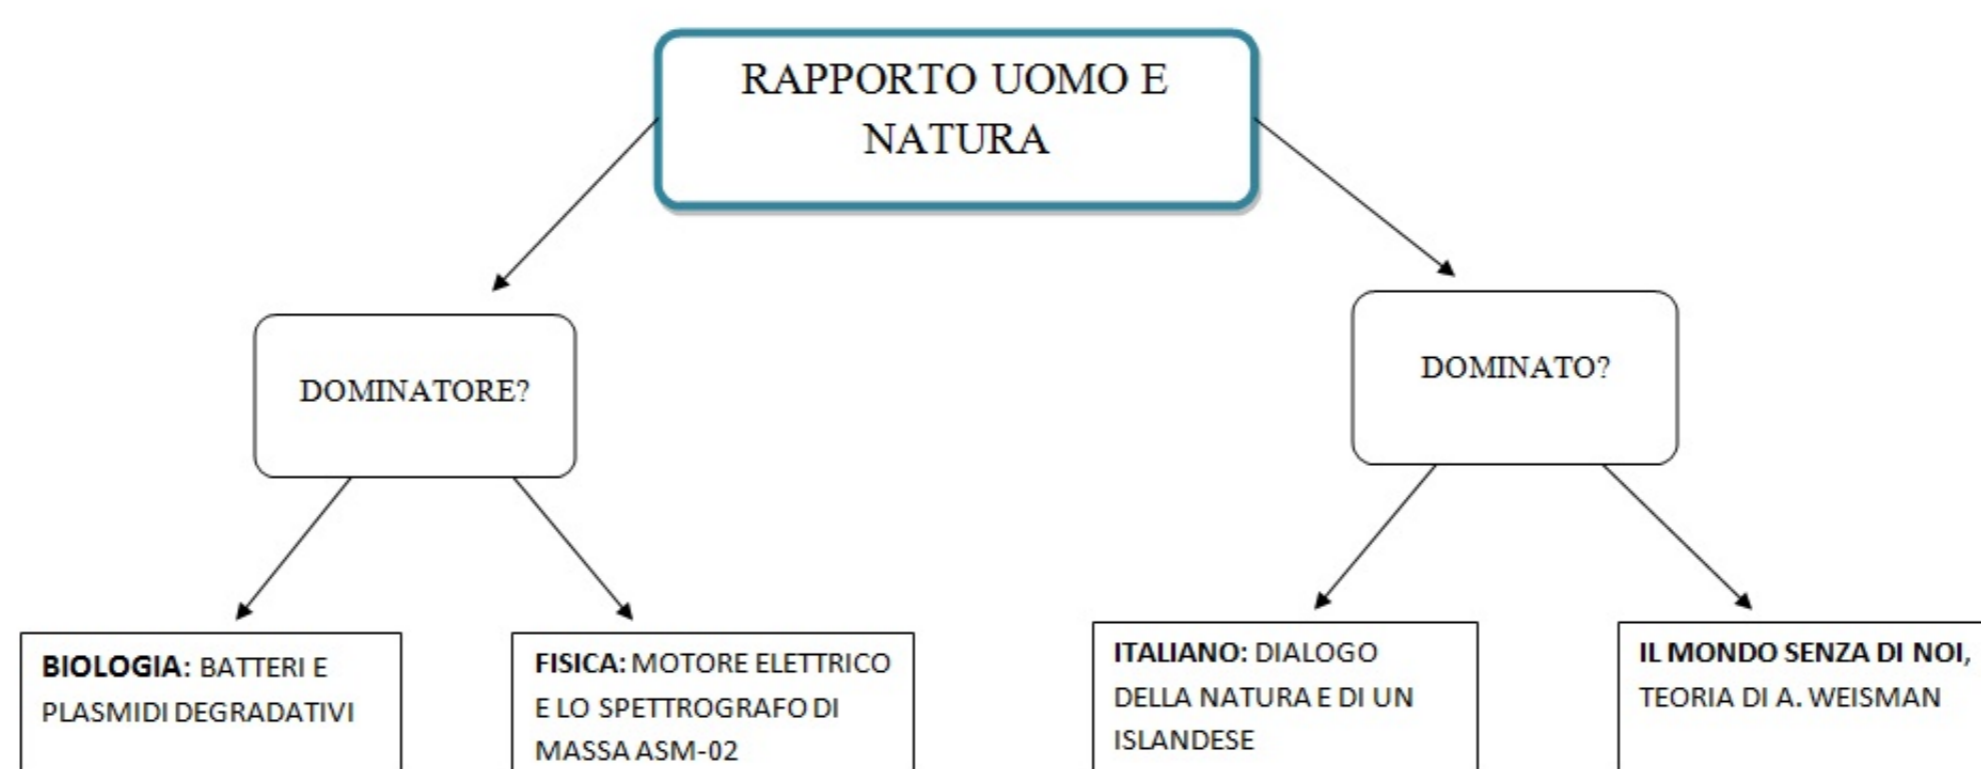 RAPPORTO UOMO E
NATURA
DOMINATORE?
DOMINATO?
BIOLOGIA: BATTERI E
PLASMIDI DEGRADATIVI
FISICA: MOTORE ELETTRICO
E LO SPETTROGRAFO DI
MASSA ASM-02
ITALIANO: DIALOGO
DELLA NATURA E DI UN
ISLANDESE
IL MONDO SENZA DI NOI,
TEORIA DI A. WEISMAN